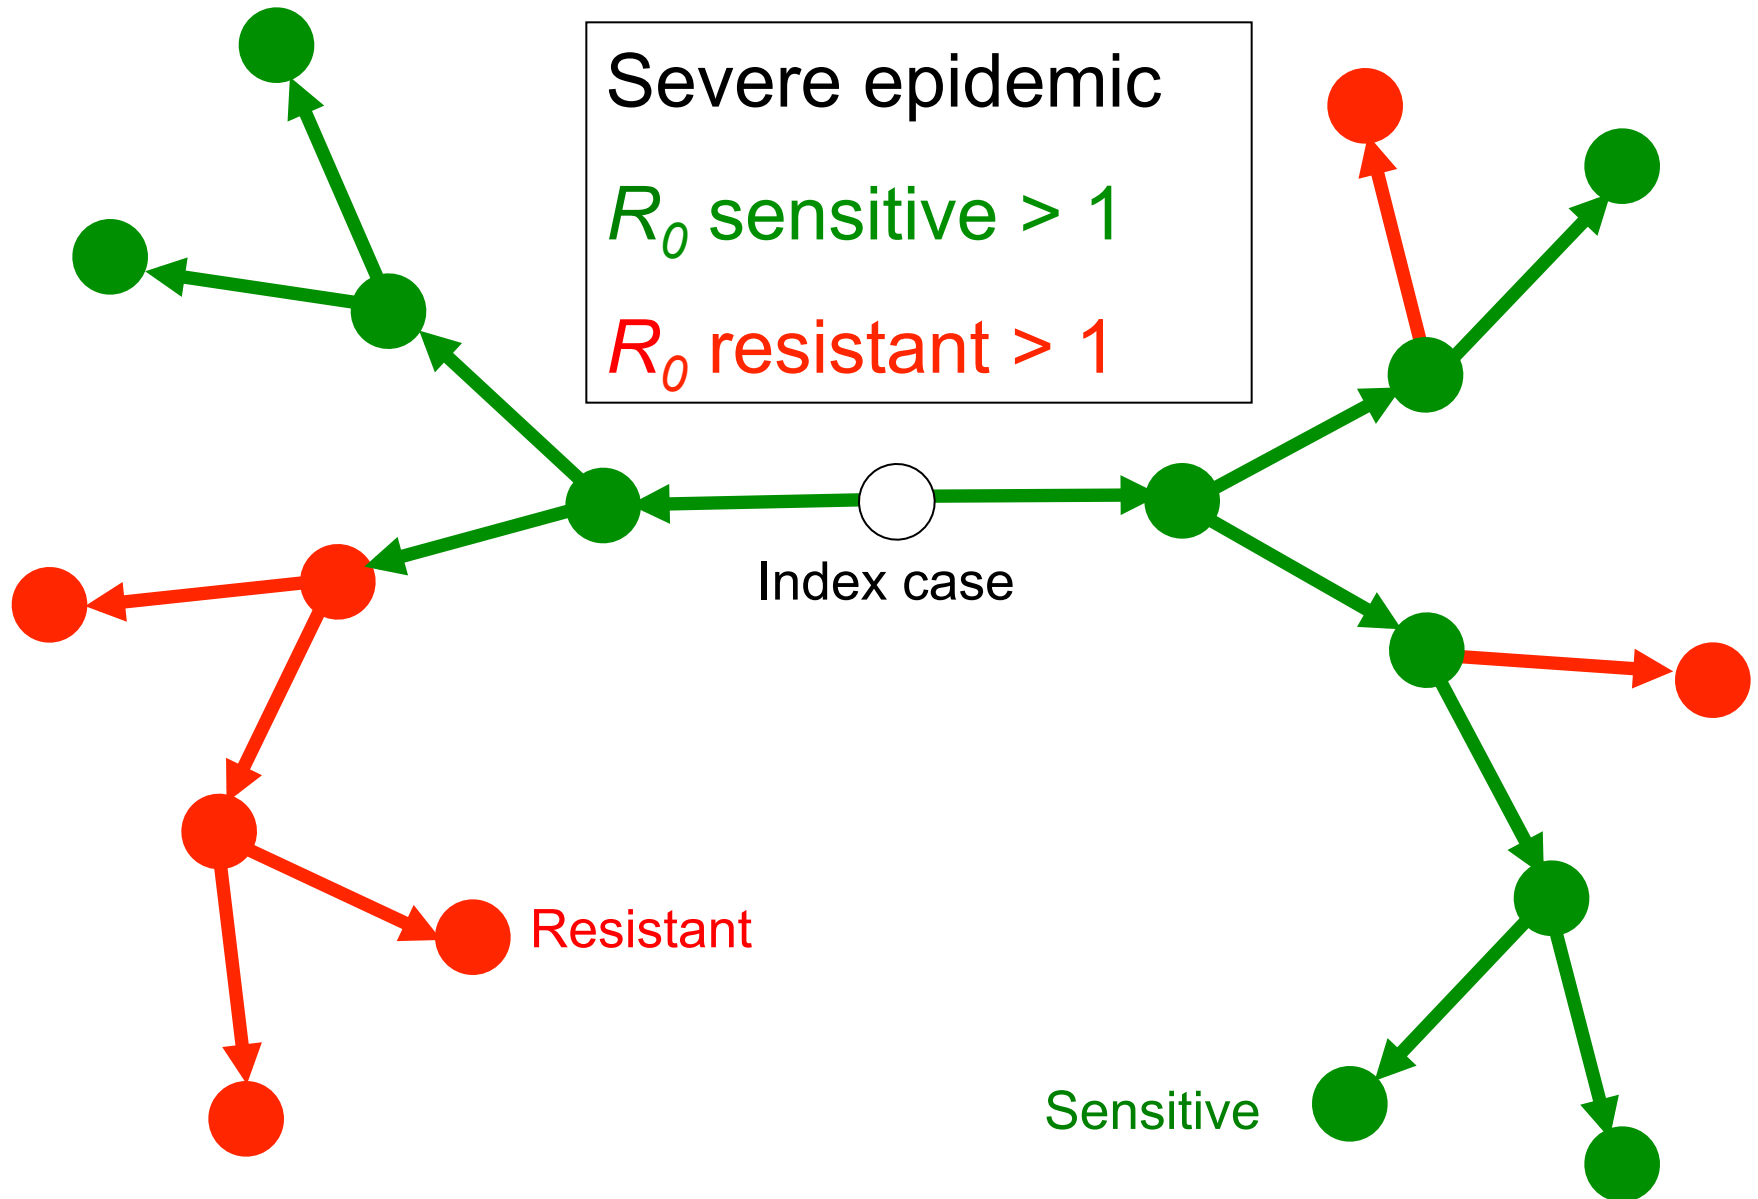 Severe epidemic
R₀ sensitive > 1
R₀ resistant > 1
Index case
Resistant
Sensitive